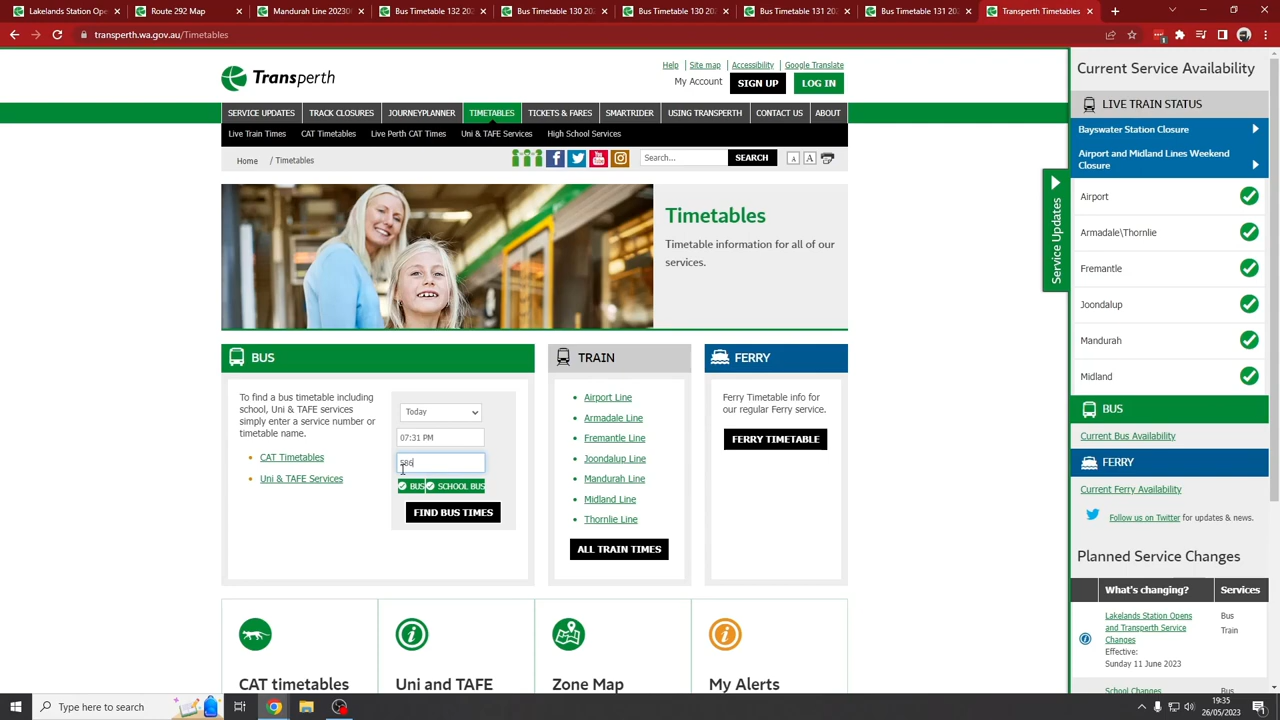 Lakelands Station Open
Route 292 20230
Mandurah Line 20230
Bus Timetable 132 20
Bus Timetable 130 20
Bus Timetable 130 20
Bus Timetable 131 202
Bus Timetable 131 202
Timetables | Transperth
transperth.wa.gov.au/Timetables
Transperth
Help
Site map
Accessibility
Google Translate
My Account
SIGN UP
LOG IN
SERVICE UPDATES
TRACK CLOSURES
JOURNEYPLANNER
TIMETABLES
TICKETS & FARES
SMARTRIDER
USING TRANSPERTH
CONTACT US
ABOUT
Live Train Times
CAT Timetables
Live Perth CAT Times
Uni & TAFE Services
High School Services
Home / Timetables
Search...
SEARCH
A
A
Timetables
Timetable information for all of our
services.
BUS
To find a bus timetable including
school, Uni & TAFE services
simply enter a service number or
timetable name.
CAT Timetables
Uni & TAFE Services
Today
07:31 PM
586
BUS
SCHOOL BUS
FIND BUS TIMES
TRAIN
Airport Line
Armadale Line
Fremantle Line
Joondalup Line
Mandurah Line
Midland Line
Thornlie Line
ALL TRAIN TIMES
FERRY
Ferry Timetable info for
our regular Ferry service.
FERRY TIMETABLE
CAT timetables
Uni and TAFE
Zone Map
My Alerts
Service Updates
Current Service Availability
LIVE TRAIN STATUS
Bayswater Station Closure
Airport and Midland Lines Weekend
Closure
Airport
Armadale\Thornlie
Fremantle
Joondalup
Mandurah
Midland
BUS
Current Bus Availability
FERRY
Current Ferry Availability
Follow us on Twitter for updates & news.
Planned Service Changes
What's changing?
Services
Lakelands Station Opens
and Transperth Service
Changes
Effective:
Sunday 11 June 2023
Bus
Train
School Changes
Bus
Type here to search
19:35
26/05/2023